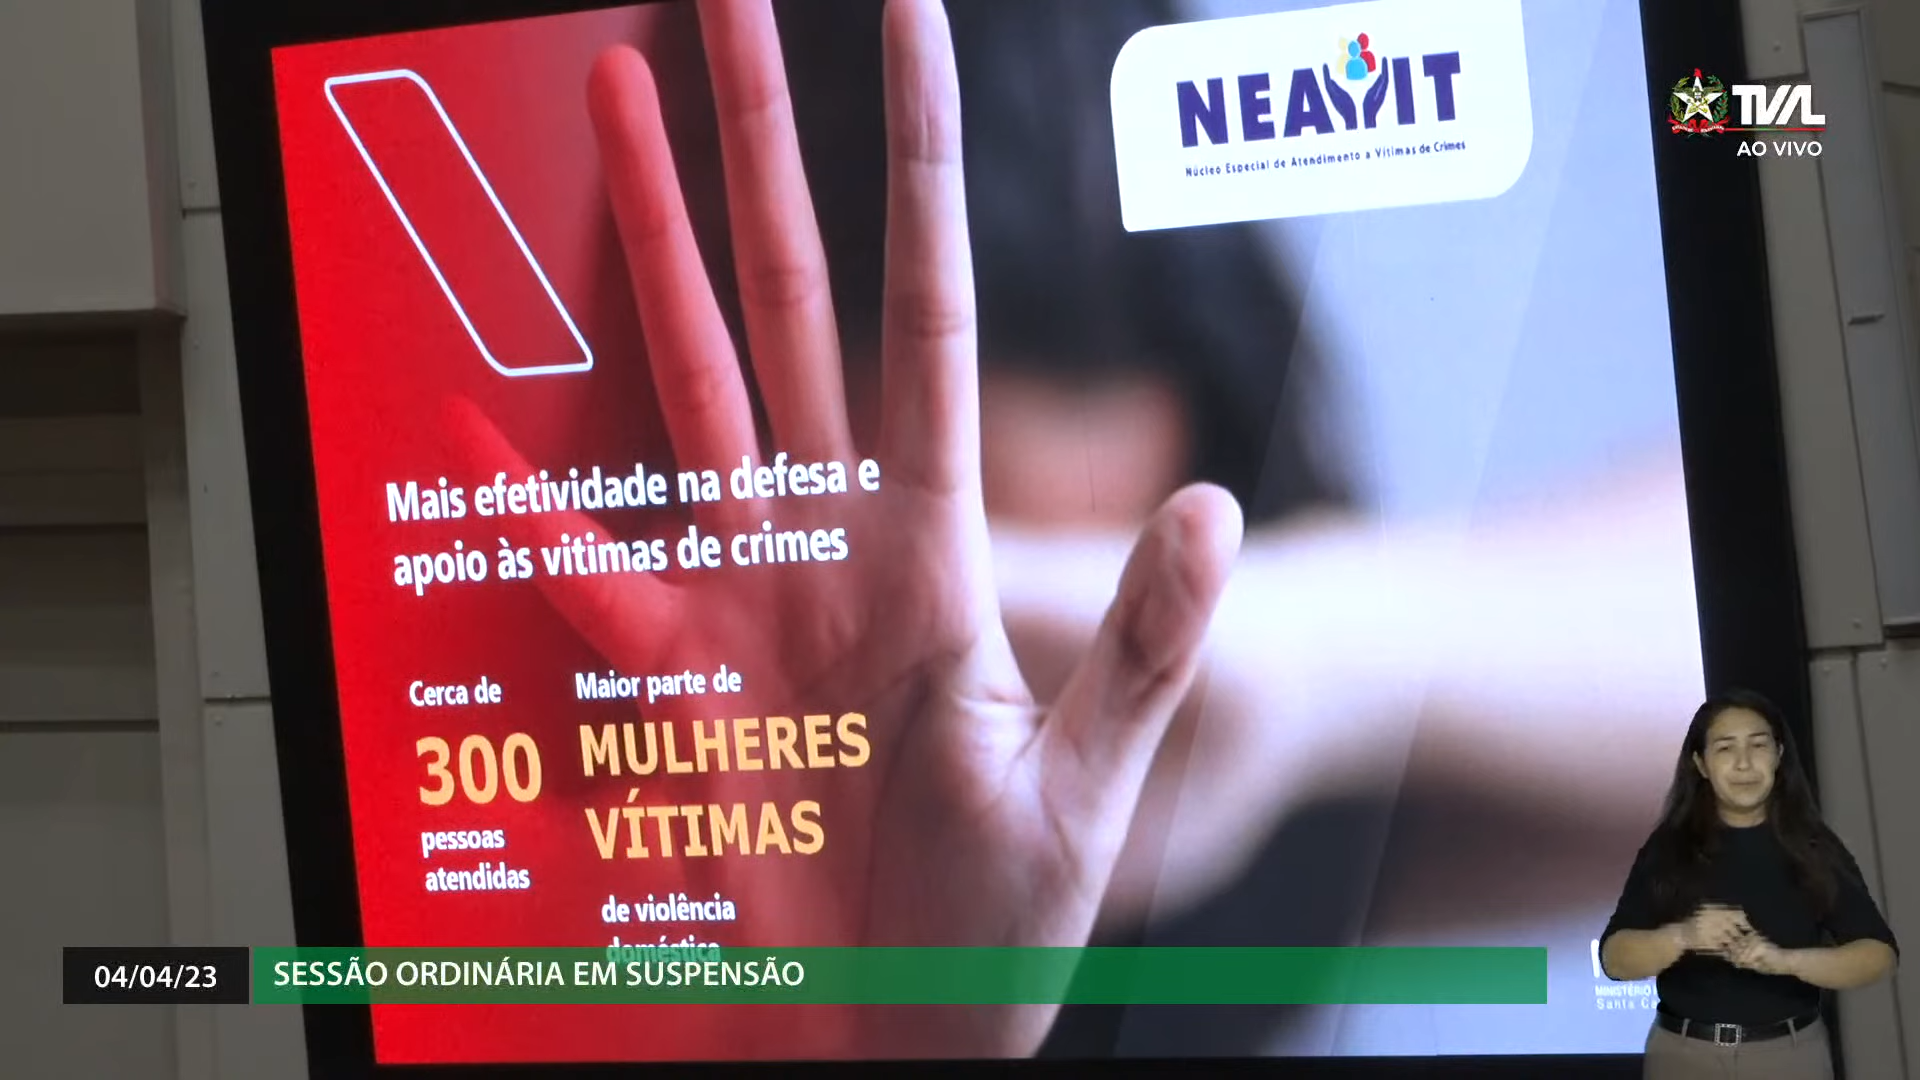 NEAVIT
Núcleo Especial de Atendimento a Vítimas de Crimes
TVAL
AO VIVO
Mais efetividade na defesa e
apoio às vitimas de crimes
Cerca de
300
pessoas
atendidas
Maior parte de
MULHERES
VÍTIMAS
de violência
doméstica
04/04/23
SESSÃO ORDINÁRIA EM SUSPENSÃO
Santa